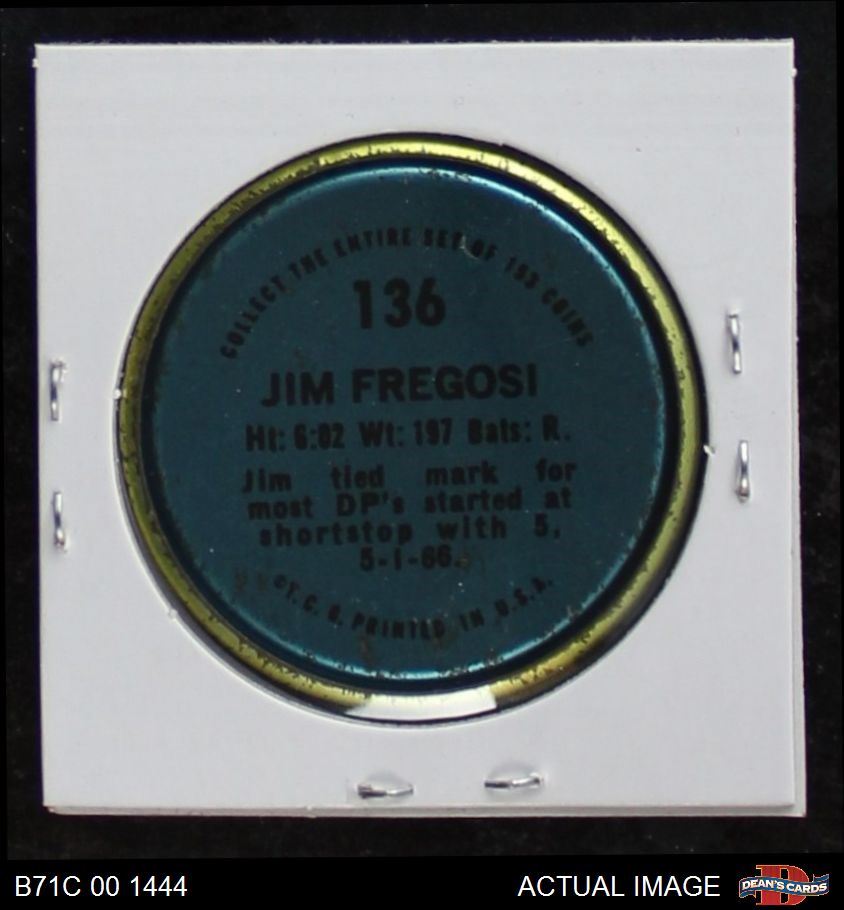 COLLECT THE ENTIRE SET OF 153 COINS
136
JIM FREGOSI
Ht: 6:02 Wt: 197 Bats: R.
Jim tied mark for
most DP's started at
shortstop with 5,
5-1-66.
©T. C. G. PRINTED IN U.S.A.
B71C 00 1444
ACTUAL IMAGE
DEAN'S CARDS